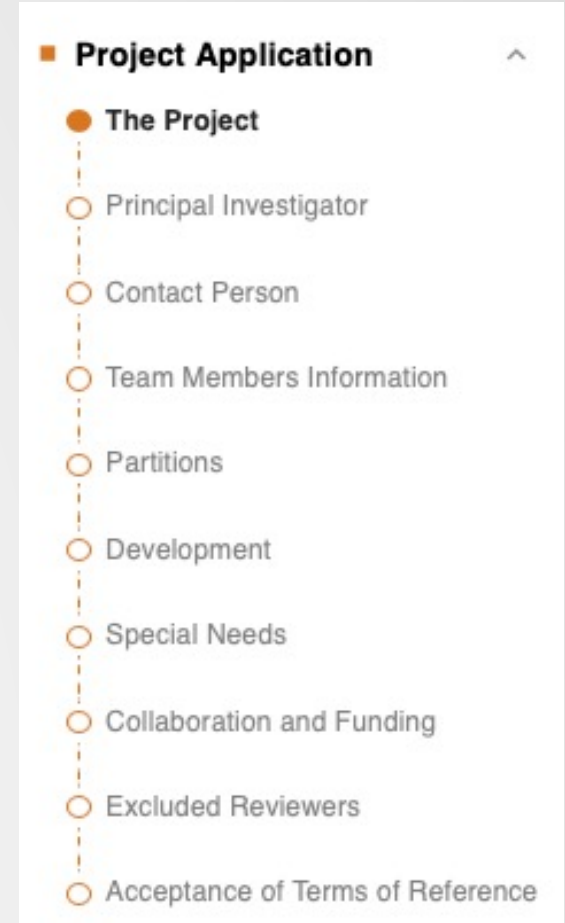 Project Application
The Project
Principal Investigator
Contact Person
Team Members Information
Partitions
Development
Special Needs
Collaboration and Funding
Excluded Reviewers
Acceptance of Terms of Reference